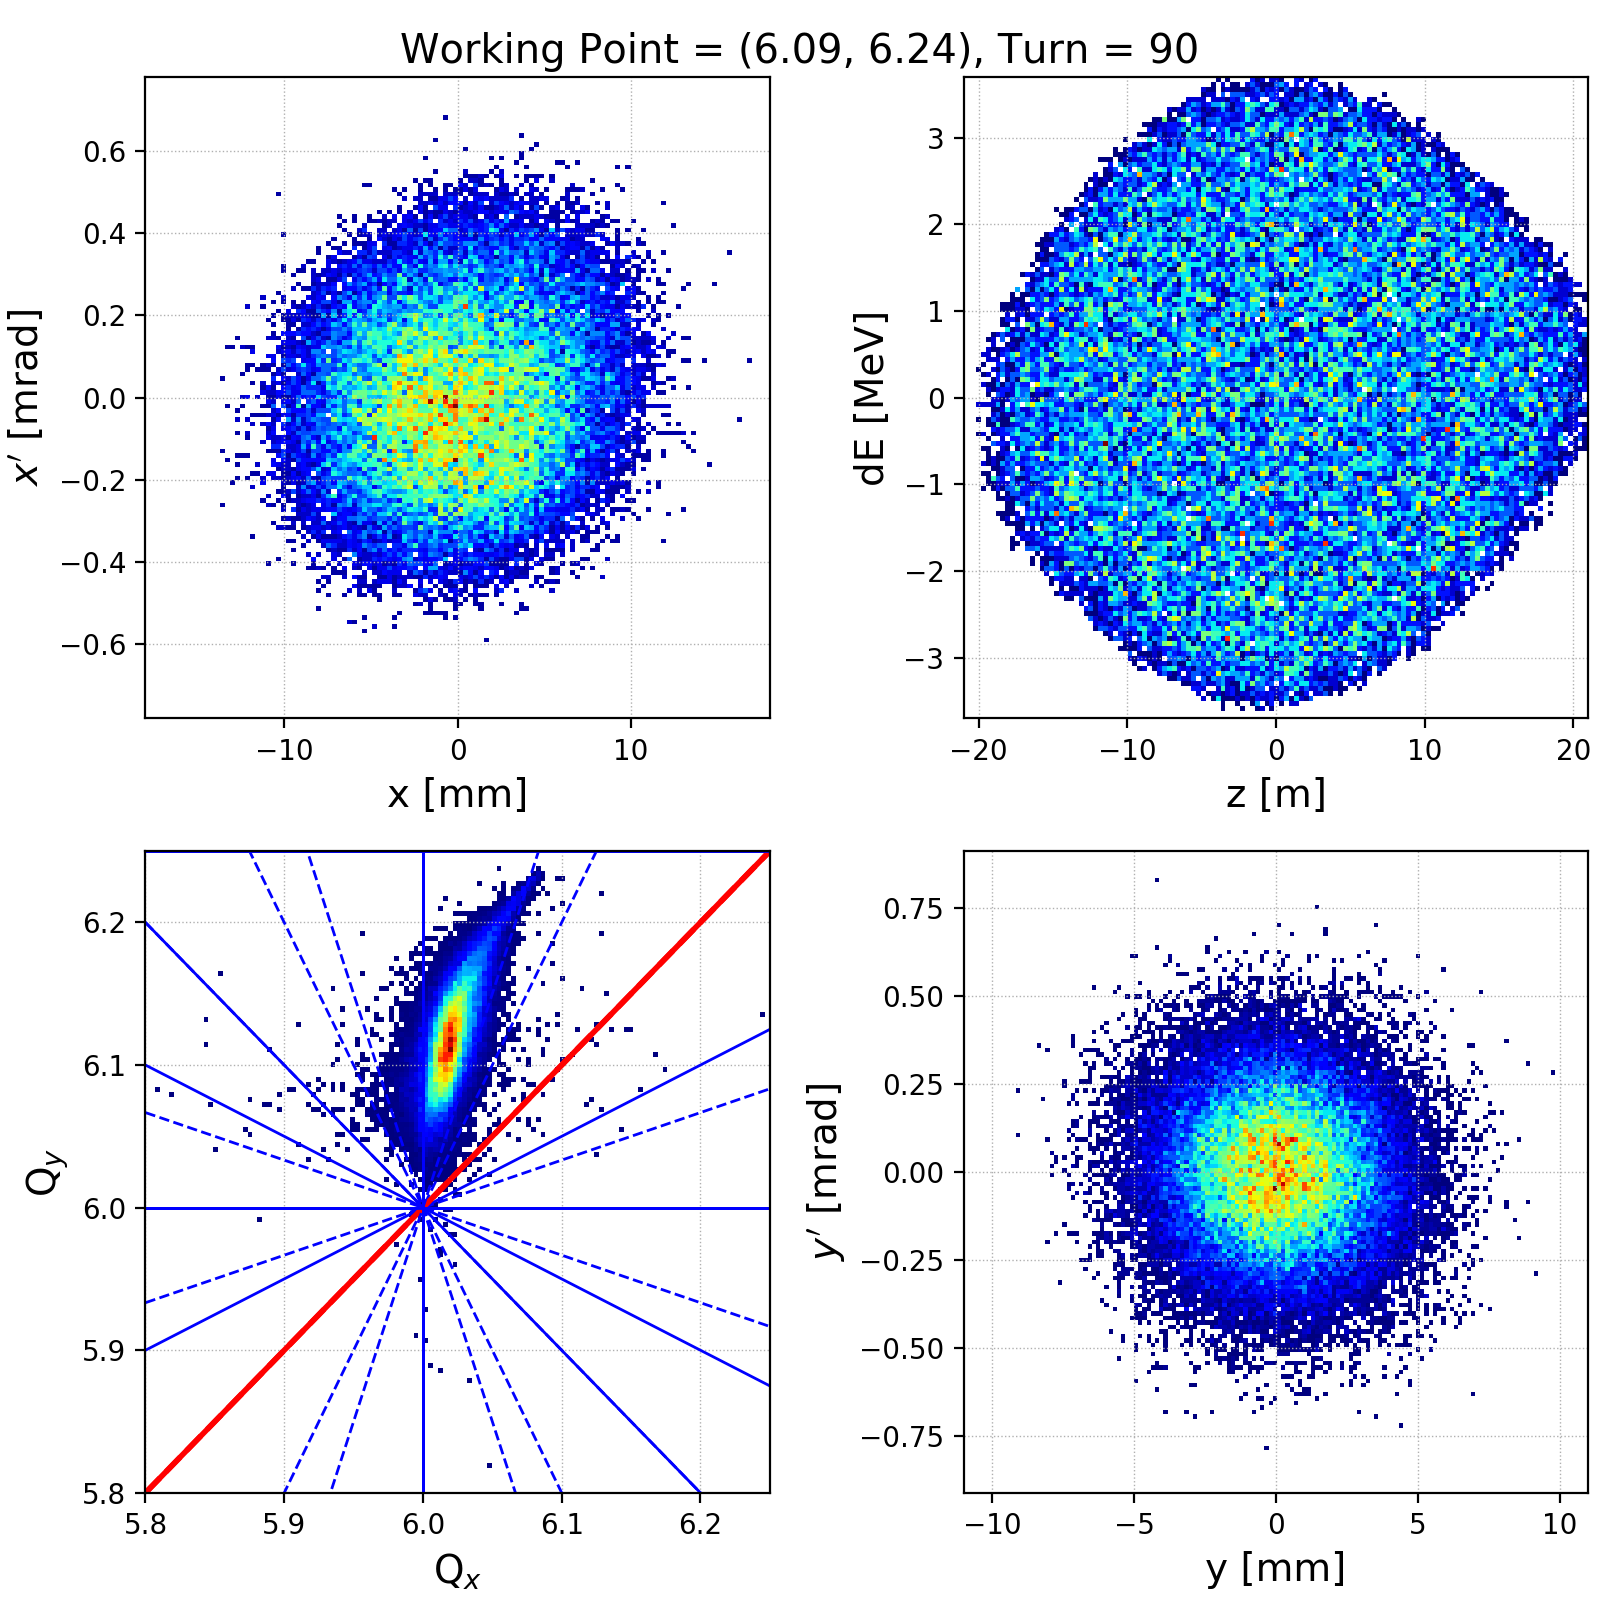 Working Point = (6.09, 6.24), Turn = 90
0.6
0.4
0.2
0.0
−0.2
−0.4
−0.6
x′ [mrad]
−10 0 10
x [mm]
3
2
1
0
−1
−2
−3
dE [MeV]
−20 −10 0 10 20
z [m]
6.2
6.1
6.0
5.9
5.8
Qy
5.8 5.9 6.0 6.1 6.2
Qx
0.75
0.50
0.25
0.00
−0.25
−0.50
−0.75
y′ [mrad]
−10 −5 0 5 10
y [mm]